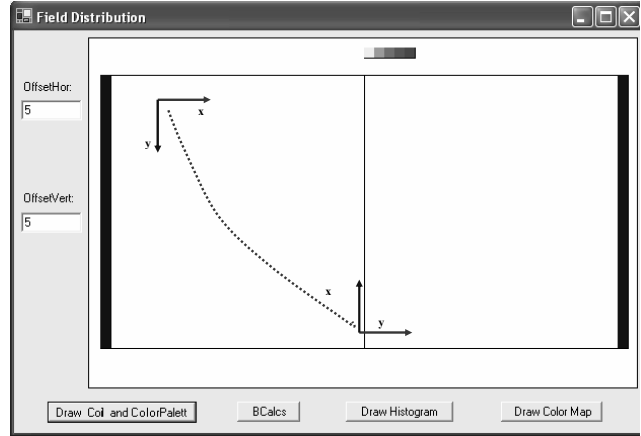 Field Distribution
OffsetHor:
5
x
y
OffsetVert:
5
x
y
Draw Coil and ColorPalett
BCalcs
Draw Histogram
Draw Color Map